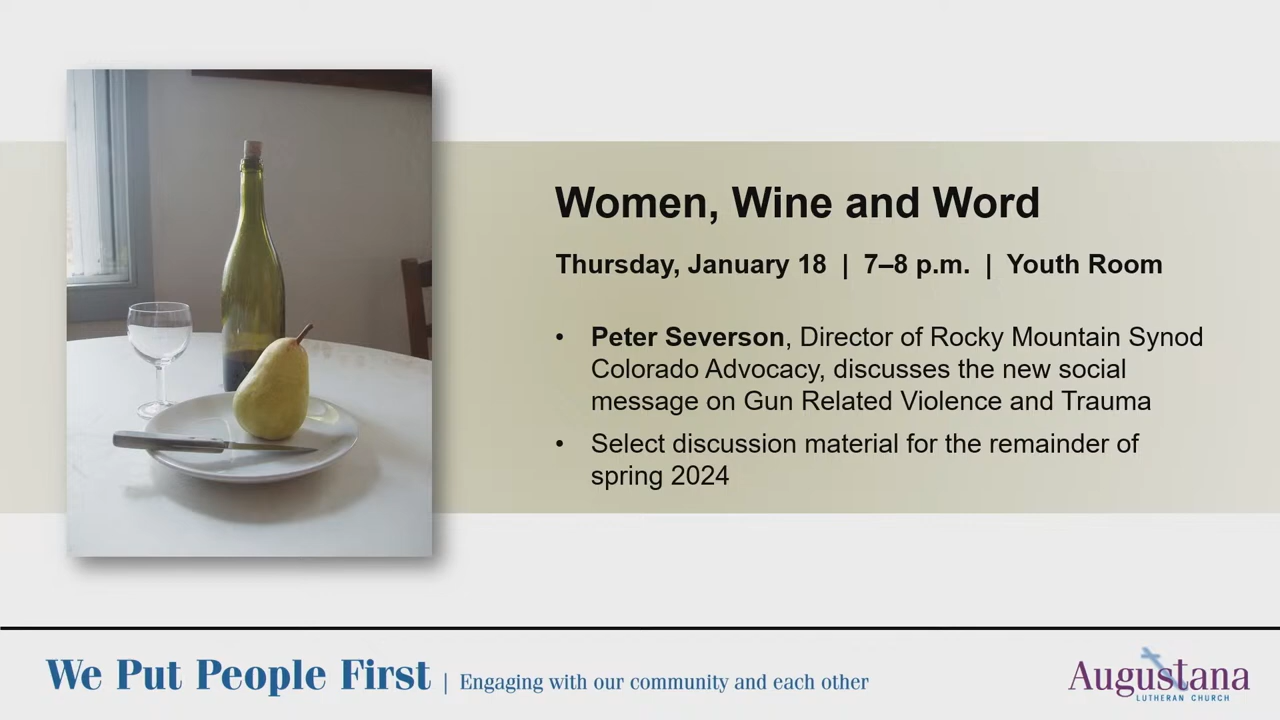 Women, Wine and Word
Thursday, January 18 | 7–8 p.m. | Youth Room
• Peter Severson, Director of Rocky Mountain Synod
Colorado Advocacy, discusses the new social
message on Gun Related Violence and Trauma
• Select discussion material for the remainder of
spring 2024
We Put People First | Engaging with our community and each other
Augustana
LUTHERAN CHURCH